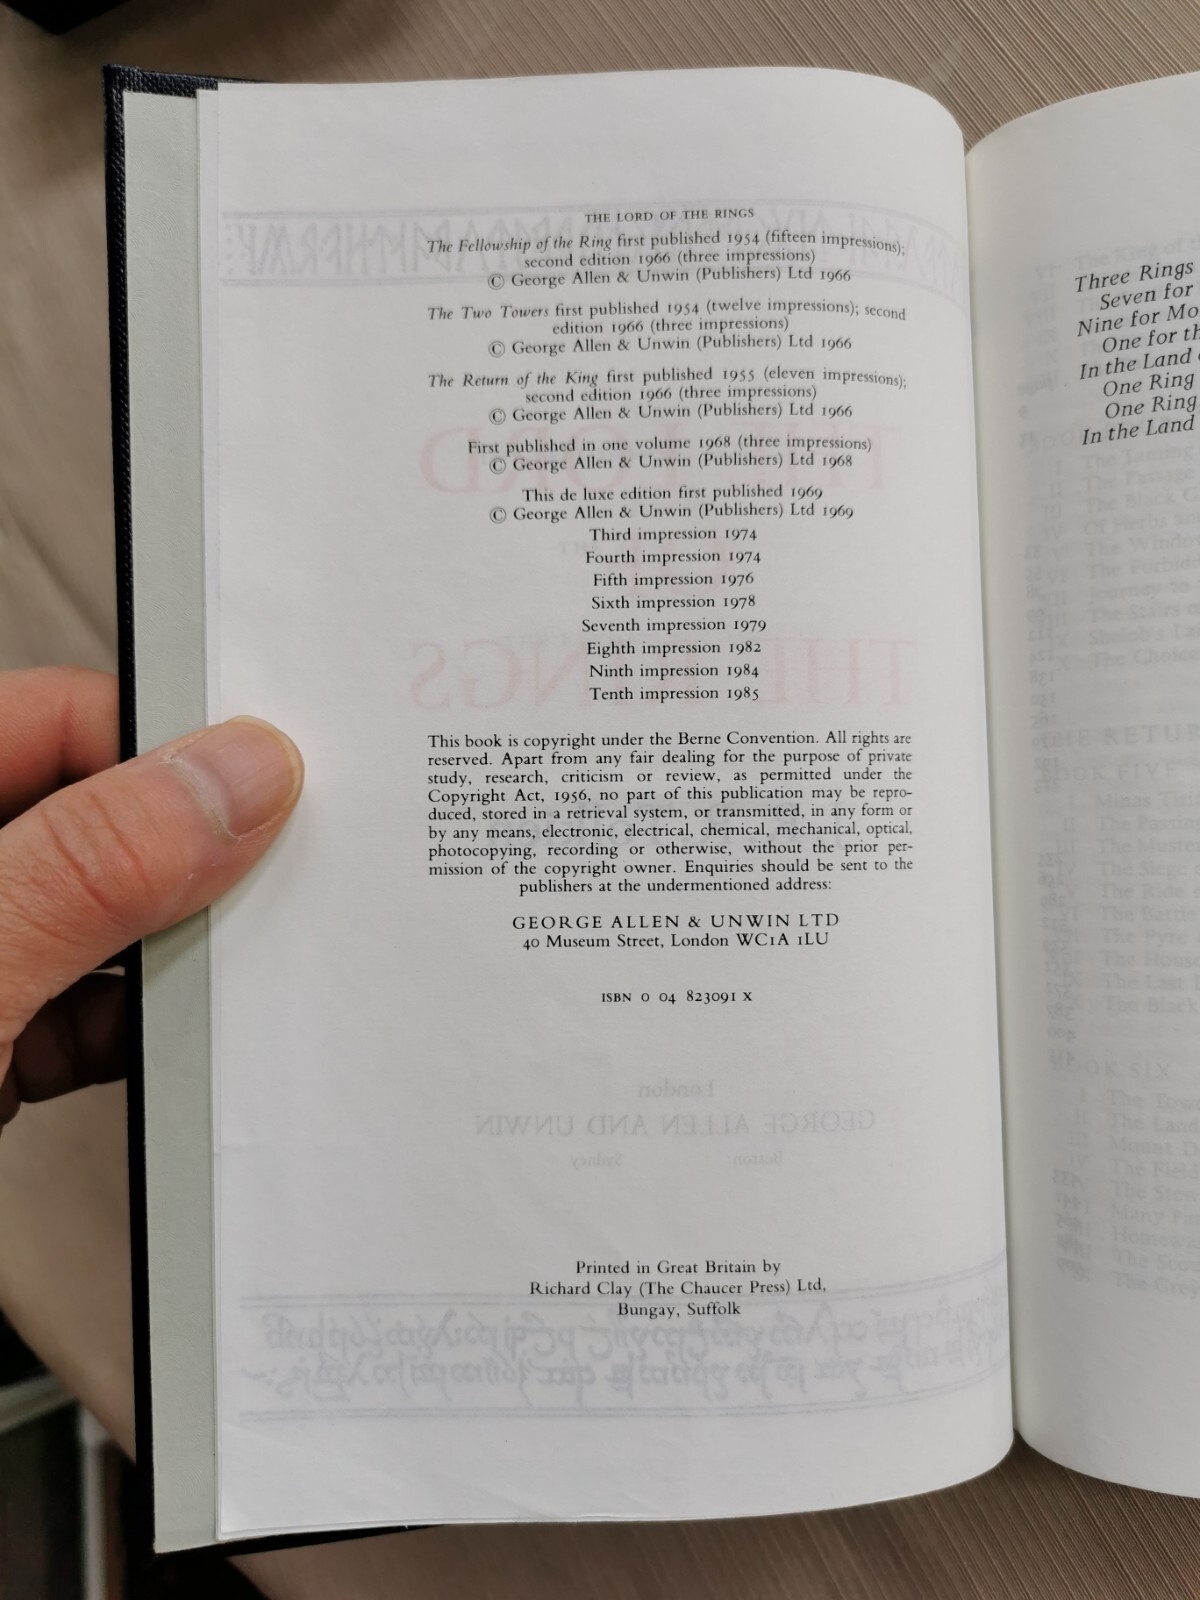 THE LORD OF THE RINGS
The Fellowship of the Ring first published 1954 (fifteen impressions);
second edition 1966 (three impressions)
© George Allen & Unwin (Publishers) Ltd 1966
The Two Towers first published 1954 (twelve impressions); second
edition 1966 (three impressions)
© George Allen & Unwin (Publishers) Ltd 1966
The Return of the King first published 1955 (eleven impressions);
second edition 1966 (three impressions)
© George Allen & Unwin (Publishers) Ltd 1966
First published in one volume 1968 (three impressions)
© George Allen & Unwin (Publishers) Ltd 1968
This de luxe edition first published 1969
© George Allen & Unwin (Publishers) Ltd 1969
Third impression 1974
Fourth impression 1974
Fifth impression 1976
Sixth impression 1978
Seventh impression 1979
Eighth impression 1982
Ninth impression 1984
Tenth impression 1985
This book is copyright under the Berne Convention. All rights are
reserved. Apart from any fair dealing for the purpose of private
study, research, criticism or review, as permitted under the
Copyright Act, 1956, no part of this publication may be repro-
duced, stored in a retrieval system, or transmitted, in any form or
by any means, electronic, electrical, chemical, mechanical, optical,
photocopying, recording or otherwise, without the prior per-
mission of the copyright owner. Enquiries should be sent to the
publishers at the undermentioned address:
GEORGE ALLEN & UNWIN LTD
40 Museum Street, London WC1A 1LU
ISBN 0 04 823091 X
London
GEORGE ALLEN AND UNWIN
Boston Sydney
Printed in Great Britain by
Richard Clay (The Chaucer Press) Ltd,
Bungay, Suffolk
Three Rings
Seven for
Nine for Mo
One for th
In the Land
One Ring
One Ring
In the Land